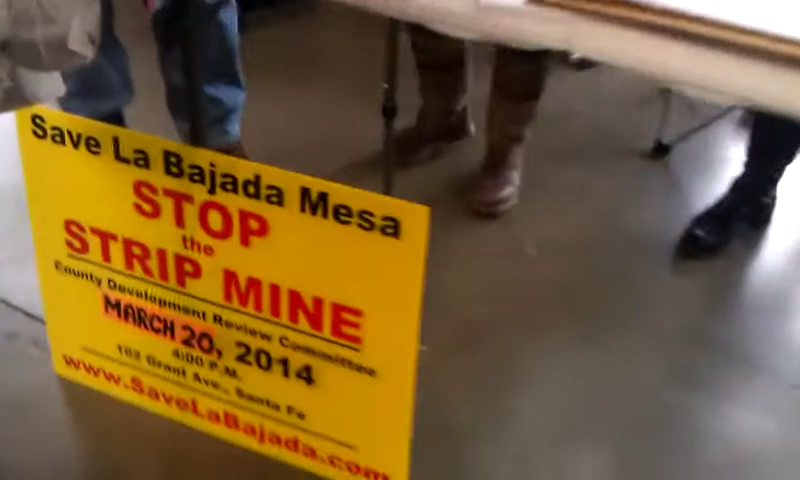 Save La Bajada Mesa
STOP
the
STRIP MINE
County Development Review Committee
MARCH 20, 2014
4:00 P.M.
102 Grant Ave., Santa Fe
www.SaveLaBajada.com